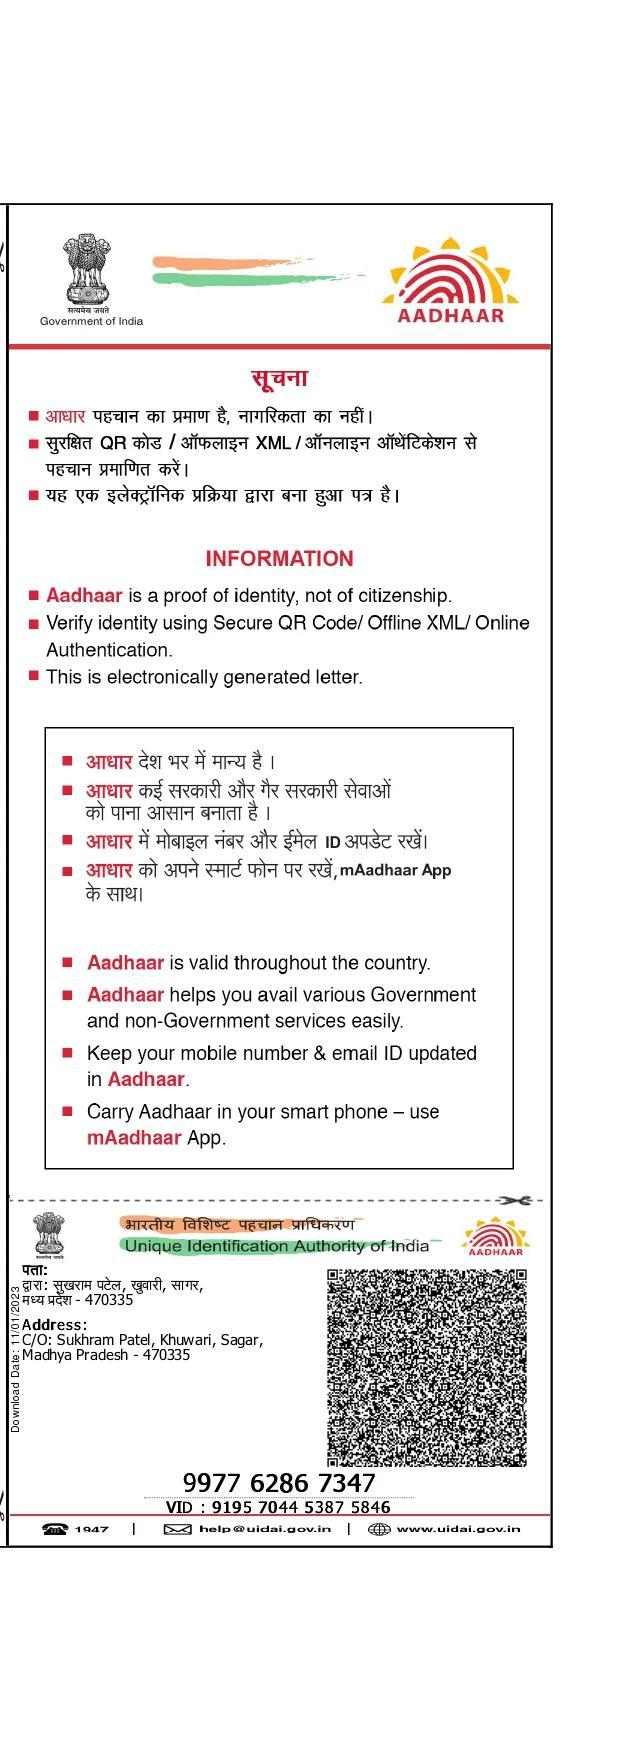 सत्यमेव जयते
Government of India
AADHAAR
सूचना
आधार पहचान का प्रमाण है, नागरिकता का नहीं।
सुरक्षित QR कोड / ऑफलाइन XML / ऑनलाइन ऑथेंटिकेशन से
पहचान प्रमाणित करें।
यह एक इलेक्ट्रॉनिक प्रक्रिया द्वारा बना हुआ पत्र है।
INFORMATION
Aadhaar is a proof of identity, not of citizenship.
Verify identity using Secure QR Code/ Offline XML/ Online
Authentication.
This is electronically generated letter.
आधार देश भर में मान्य है ।
आधार कई सरकारी और गैर सरकारी सेवाओं
को पाना आसान बनाता है ।
आधार में मोबाइल नंबर और ईमेल ID अपडेट रखें।
आधार को अपने स्मार्ट फोन पर रखें, mAadhaar App
के साथ।
Aadhaar is valid throughout the country.
Aadhaar helps you avail various Government
and non-Government services easily.
Keep your mobile number & email ID updated
in Aadhaar.
Carry Aadhaar in your smart phone – use
mAadhaar App.
भारतीय विशिष्ट पहचान प्राधिकरण
Unique Identification Authority of India
सत्यमेव जयते
AADHAAR
पता:
द्वारा: सुखराम पटेल, खुवारी, सागर,
मध्य प्रदेश - 470335
Address:
C/O: Sukhram Patel, Khuwari, Sagar,
Madhya Pradesh - 470335
Download Date: 11/01/2023
9977 6286 7347
VID : 9195 7044 5387 5846
1947 | help@uidai.gov.in | www.uidai.gov.in